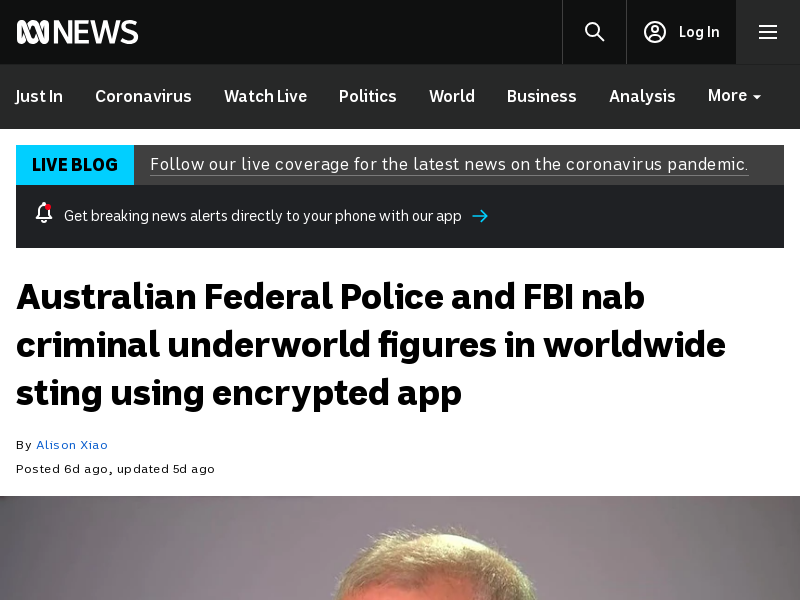 NEWS
Log In
Just In
Coronavirus
Watch Live
Politics
World
Business
Analysis
More
LIVE BLOG
Follow our live coverage for the latest news on the coronavirus pandemic.
Get breaking news alerts directly to your phone with our app
Australian Federal Police and FBI nab
criminal underworld figures in worldwide
sting using encrypted app
By Alison Xiao
Posted 6d ago, updated 5d ago